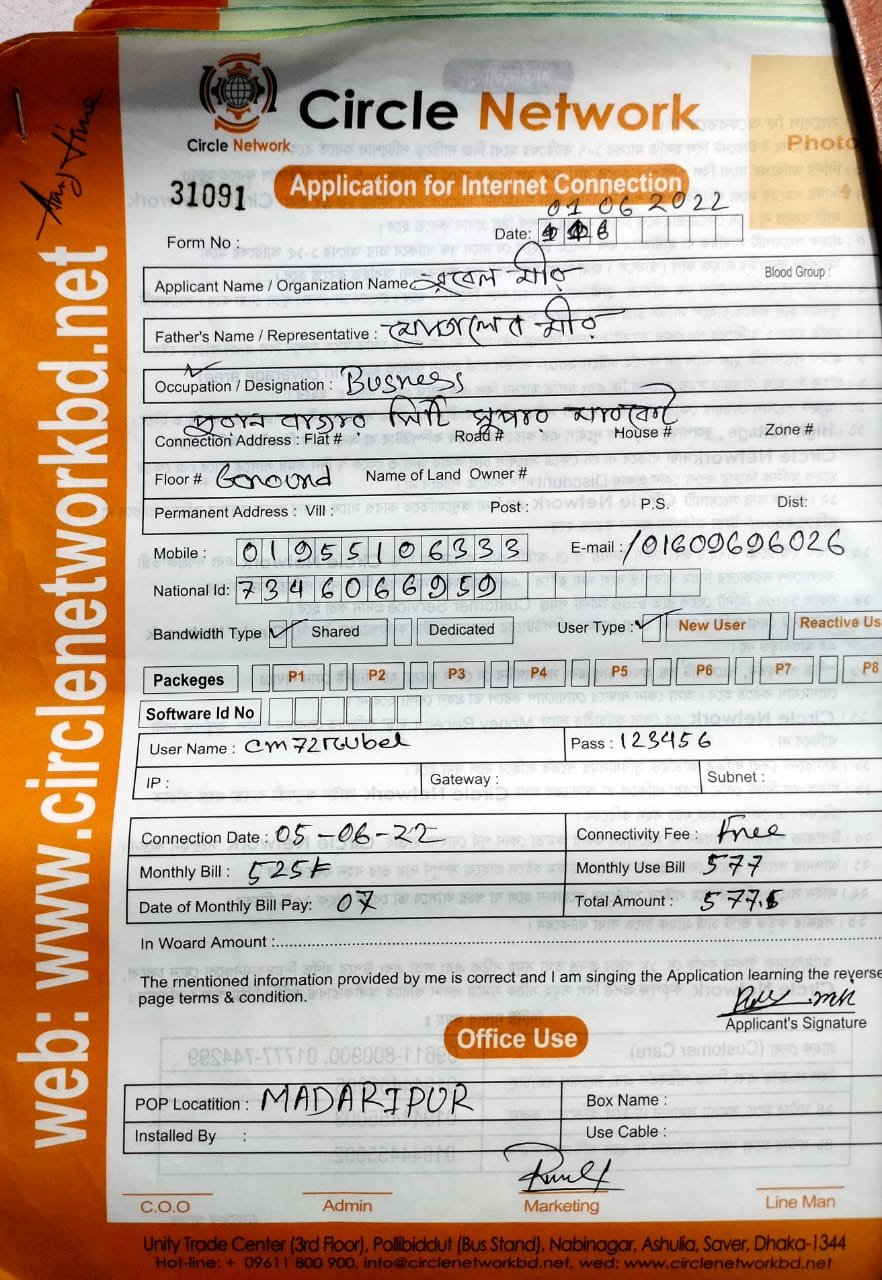 Circle Network
Circle Network
Photo
Any time
31091
Application for Internet Connection
01 06 2022
Form No :
Date:
Applicant Name / Organization Name রুবেল মীর
Blood Group :
Father's Name / Representative : মোতালেব মীর
Occupation / Designation : Busness
পুরান বাজার সিটি সুপার মারকেট
Connection Address : Flat # Road # House # Zone #
Floor # Ground Name of Land Owner #
Permanent Address : Vill : Post : P.S. Dist:
Mobile : 01955106333 E-mail : /01609696026
National Id: 7346066959
Bandwidth Type Shared Dedicated User Type : New User Reactive Us
Packeges P1 P2 P3 P4 P5 P6 P7 P8
Software Id No
User Name : cm72rubel Pass : 123456
IP : Gateway : Subnet :
Connection Date : 05-06-22 Connectivity Fee : Free
Monthly Bill : 525 Monthly Use Bill 577
Date of Monthly Bill Pay: 07 Total Amount :
In Woard Amount :
The rnentioned information provided by me is correct and I am singing the Application learning the reverse
page terms & condition.
Applicant's Signature
Office Use
POP Locatition : MADARIPUR Box Name :
Installed By : Use Cable :
C.O.O Admin Marketing Line Man
Unity Trade Center (3rd Floor), Pollibiddut (Bus Stand), Nabinagar, Ashulia, Saver, Dhaka-1344
Hot-line: + 09611 800 900, info@circlenetworkbd.net, wed: www.circlenetworkbd.net
web: www.circlenetworkbd.net